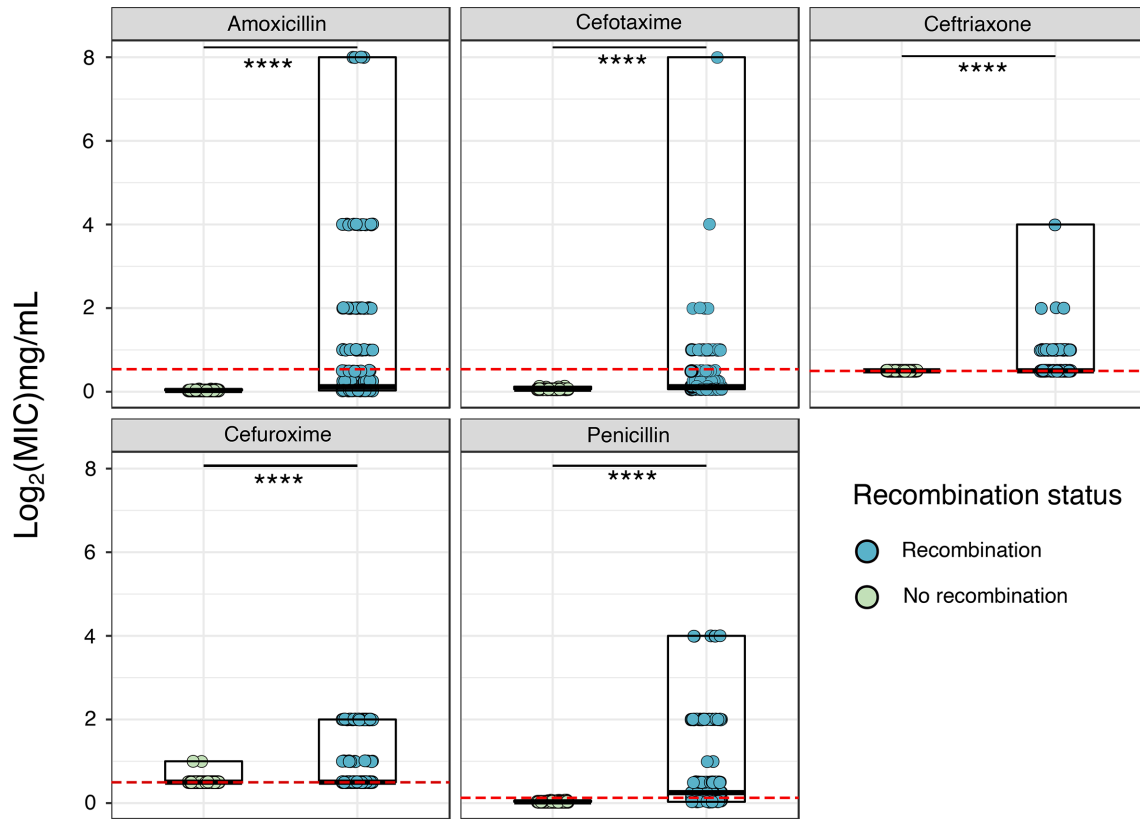 Amoxicillin
Cefotaxime
Ceftriaxone
****
****
****
8
6
4
2
0
Log2(MIC)mg/mL
Cefuroxime
Penicillin
****
****
8
6
4
2
0
Recombination status
Recombination
No recombination